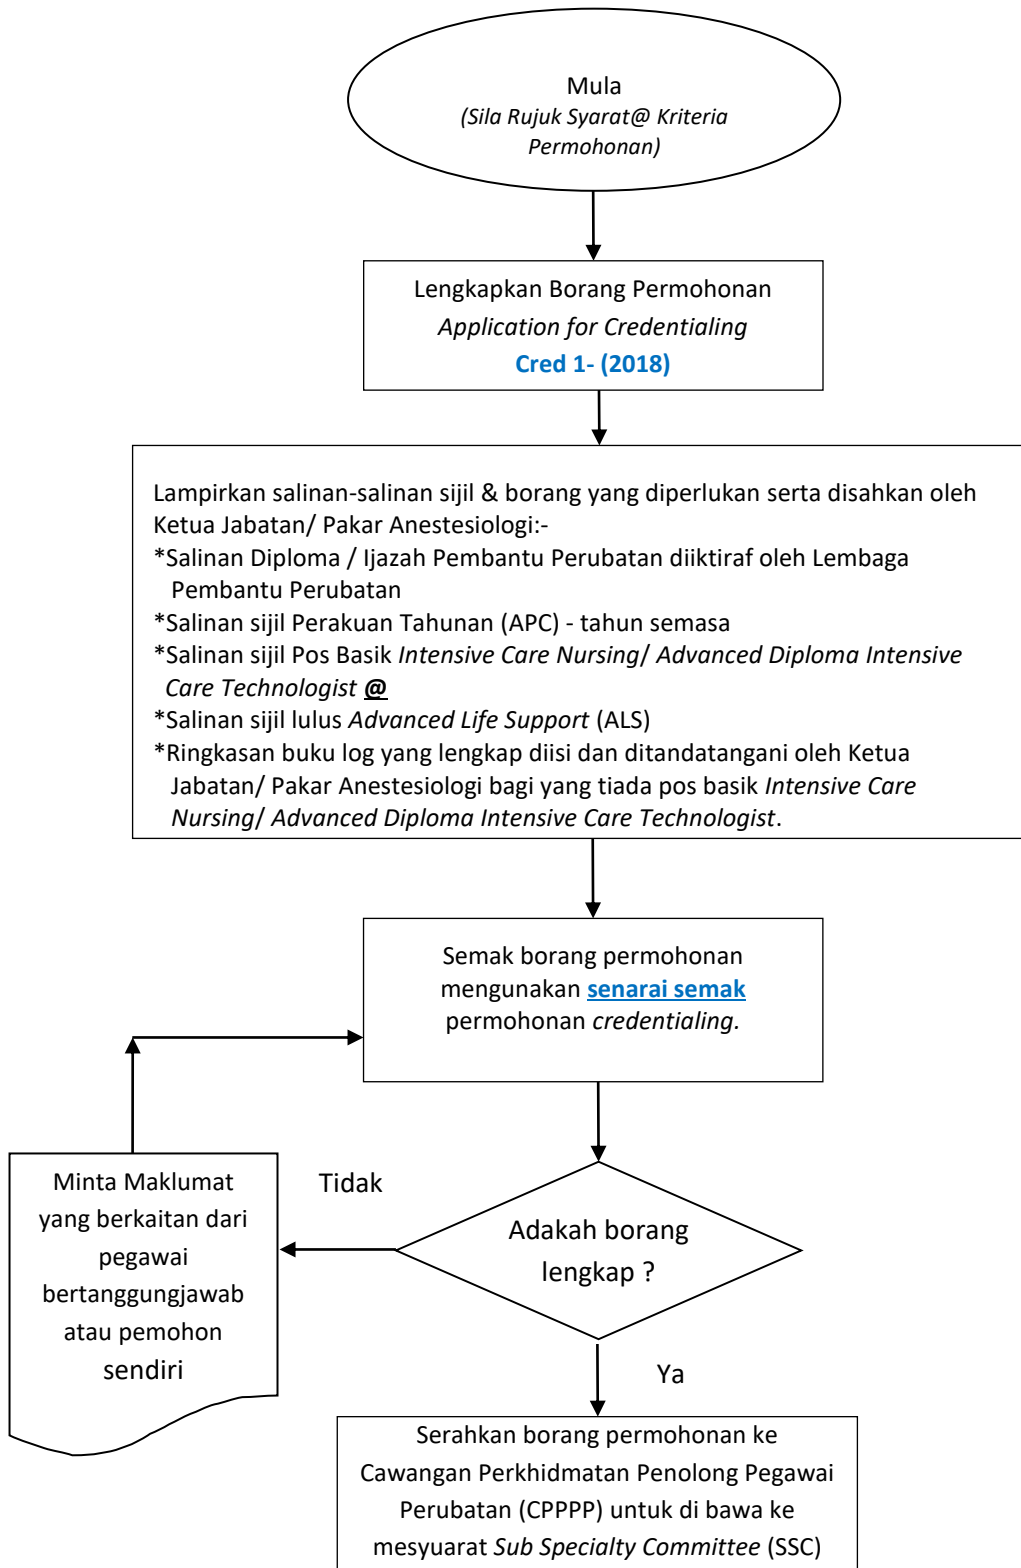 Mula
(Sila Rujuk Syarat@ Kriteria
Permohonan)
Lengkapkan Borang Permohonan
Application for Credentialing
Cred 1- (2018)
Lampirkan salinan-salinan sijil & borang yang diperlukan serta disahkan oleh
Ketua Jabatan/ Pakar Anestesiologi:-
*Salinan Diploma / Ijazah Pembantu Perubatan diiktiraf oleh Lembaga
Pembantu Perubatan
*Salinan sijil Perakuan Tahunan (APC) - tahun semasa
*Salinan sijil Pos Basik Intensive Care Nursing/ Advanced Diploma Intensive
Care Technologist @
*Salinan sijil lulus Advanced Life Support (ALS)
*Ringkasan buku log yang lengkap diisi dan ditandatangani oleh Ketua
Jabatan/ Pakar Anestesiologi bagi yang tiada pos basik Intensive Care
Nursing/ Advanced Diploma Intensive Care Technologist.
Semak borang permohonan
mengunakan senarai semak
permohonan credentialing.
Minta Maklumat
yang berkaitan dari
pegawai
bertanggungjawab
atau pemohon
sendiri
Tidak
Adakah borang
lengkap ?
Ya
Serahkan borang permohonan ke
Cawangan Perkhidmatan Penolong Pegawai
Perubatan (CPPPP) untuk di bawa ke
mesyuarat Sub Specialty Committee (SSC)